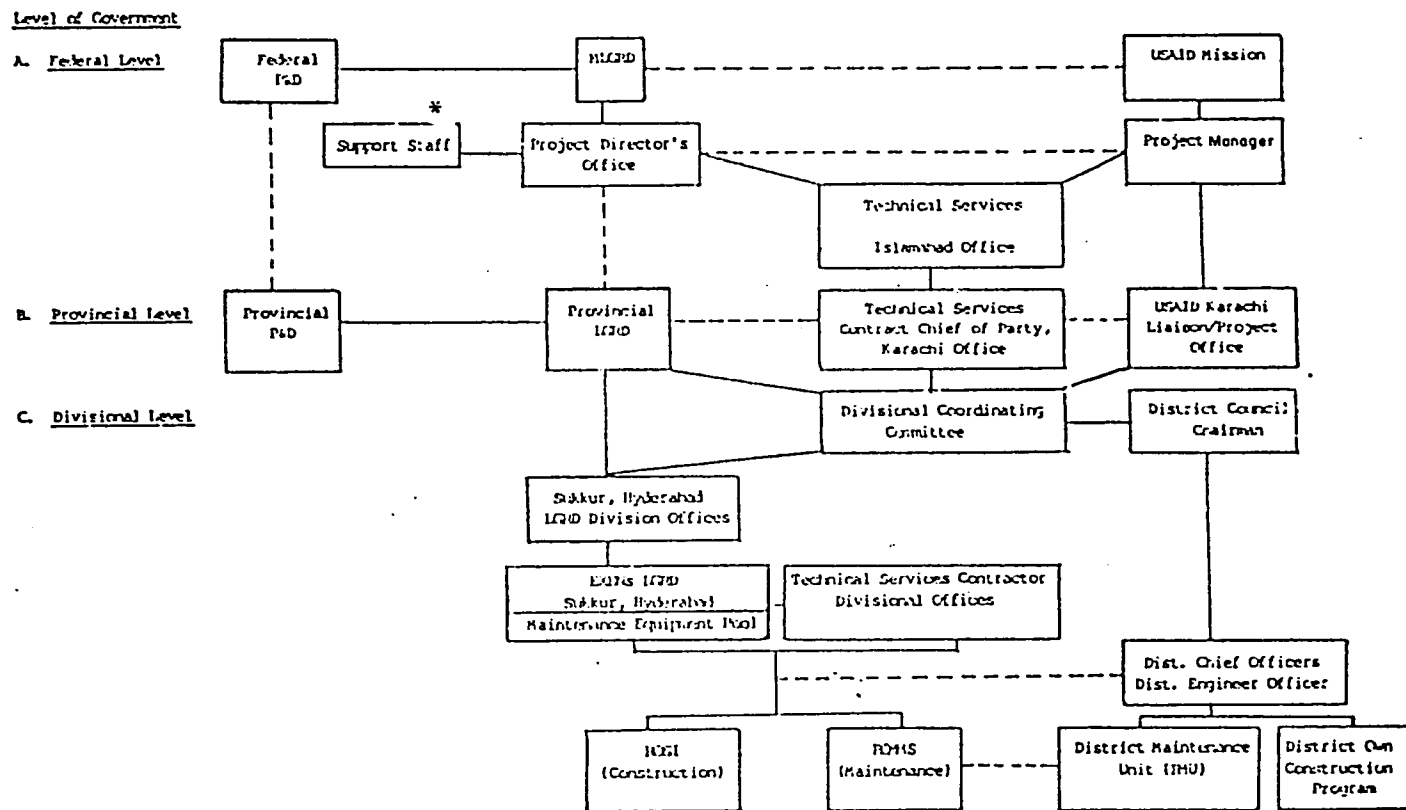 Level of Government
A. Federal Level
Federal
P&D
MLGRD
USAID Mission
*
Support Staff
Project Director's
Office
Project Manager
Technical Services
Islamabad Office
B. Provincial Level
Provincial
P&D
Provincial
LGRD
Technical Services
Contract Chief of Party,
Karachi Office
USAID Karachi
Liaison/Project
Office
C. Divisional Level
Divisional Coordinating
Committee
District Council
Chairman
Sukkur, Hyderabad
LGRD Division Offices
LGRD
Sukkur, Hyderabad
Maintenance Equipment Pool
Technical Services Contractor
Divisional Offices
Dist. Chief Officers
Dist. Engineer Officer
(Construction)
(Maintenance)
District Maintenance
Unit (DMU)
District Own
Construction
Program